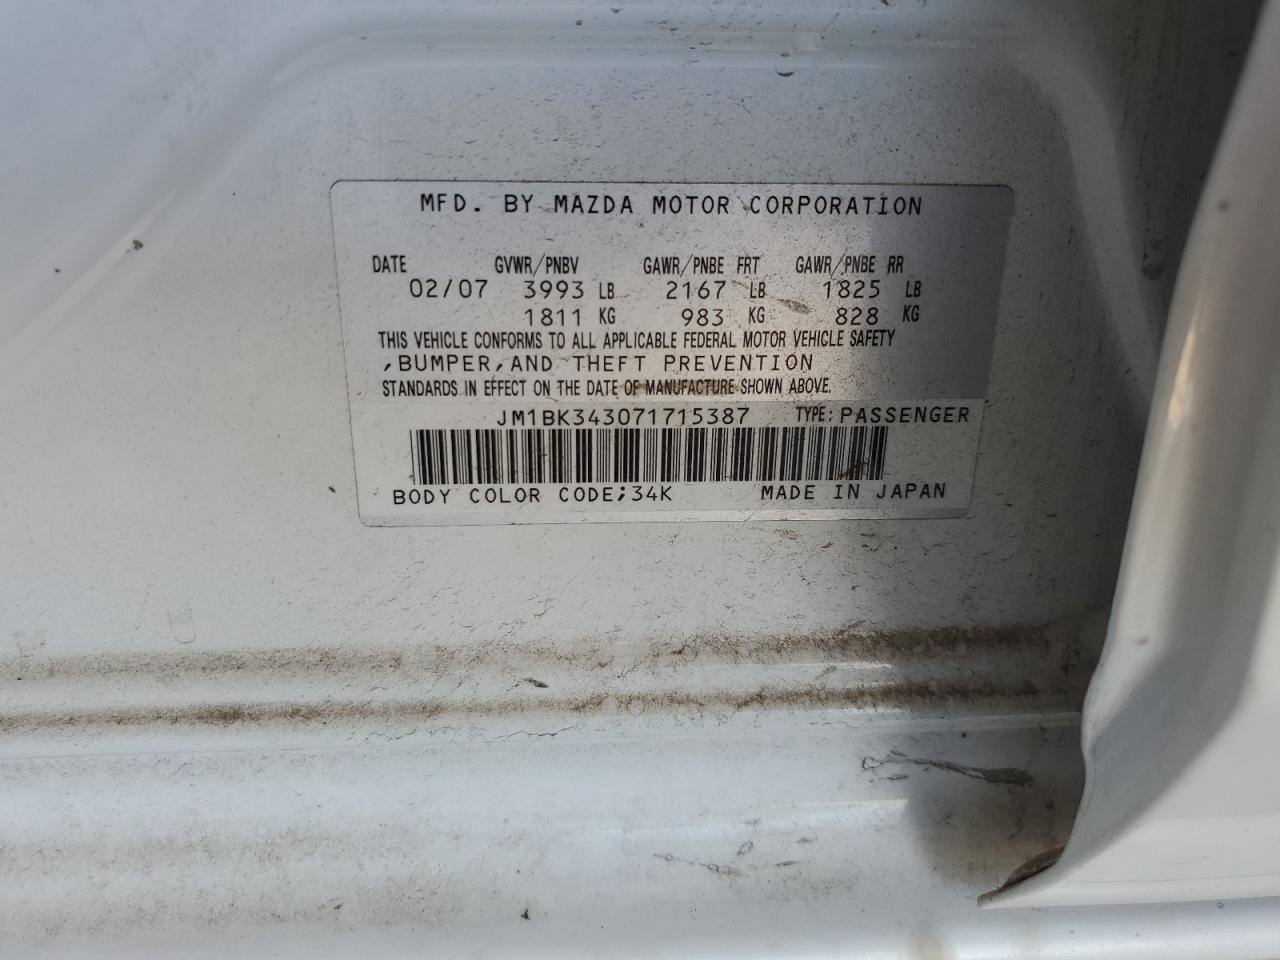 MFD. BY MAZDA MOTOR CORPORATION
DATE GVWR/PNBV GAWR/PNBE FRT GAWR/PNBE RR
02/07 3993 LB 2167 LB 1825 LB
1811 KG 983 KG 828 KG
THIS VEHICLE CONFORMS TO ALL APPLICABLE FEDERAL MOTOR VEHICLE SAFETY
,BUMPER,AND THEFT PREVENTION
STANDARDS IN EFFECT ON THE DATE OF MANUFACTURE SHOWN ABOVE.
JM1BK343071715387 TYPE: PASSENGER
BODY COLOR CODE;34K MADE IN JAPAN